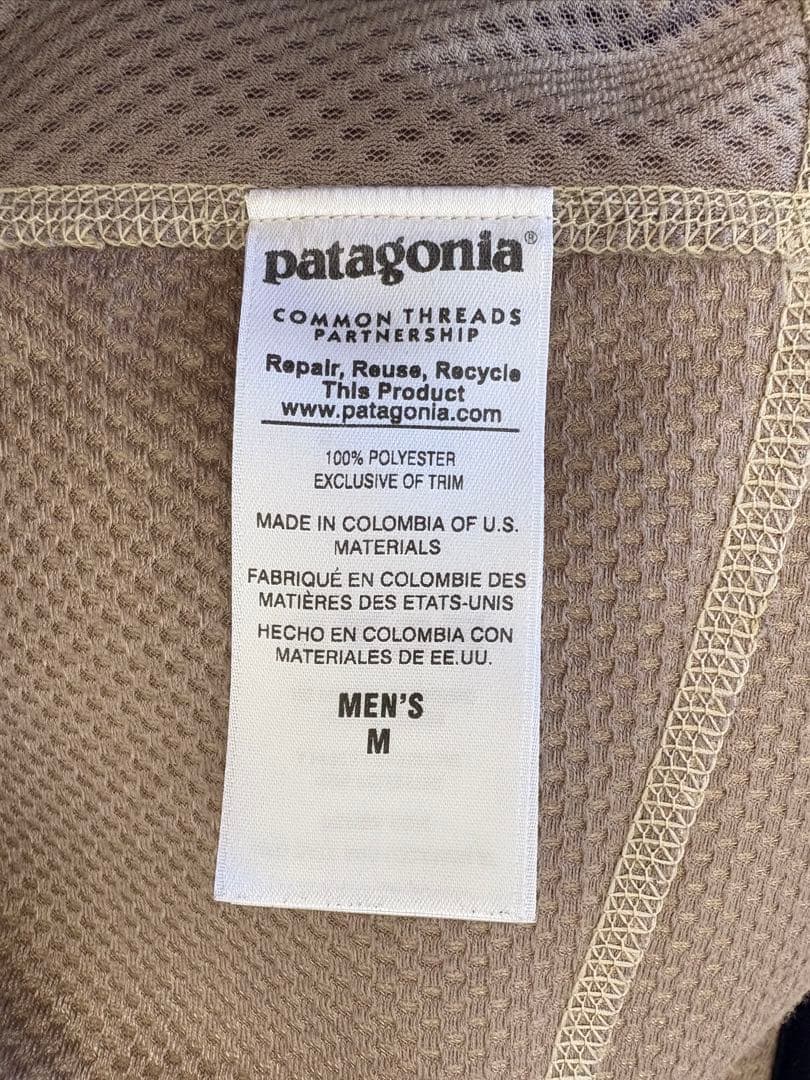 patagonia®
COMMON THREADS
PARTNERSHIP
Repair, Reuse, Recycle
This Product
www.patagonia.com
100% POLYESTER
EXCLUSIVE OF TRIM
MADE IN COLOMBIA OF U.S.
MATERIALS
FABRIQUÉ EN COLOMBIE DES
MATIÈRES DES ETATS-UNIS
HECHO EN COLOMBIA CON
MATERIALES DE EE.UU.
MEN'S
M